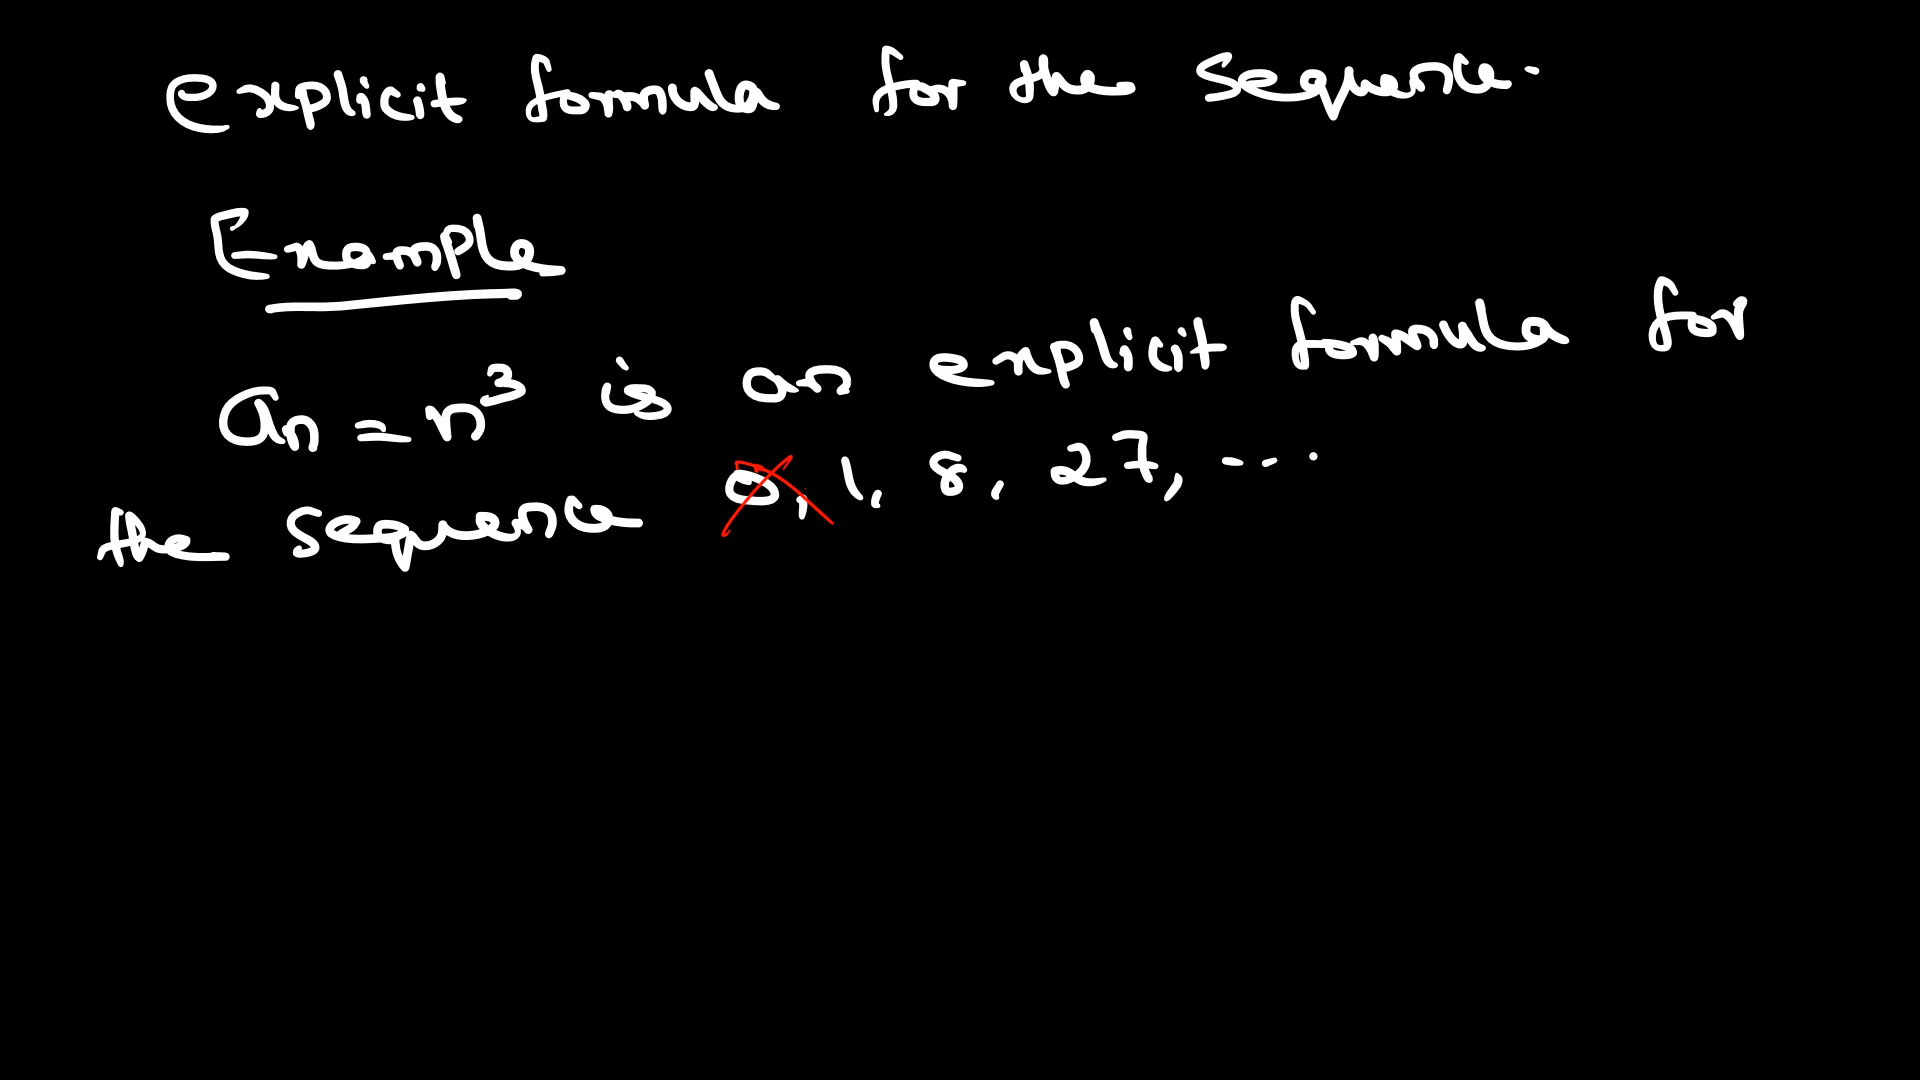 explicit formula for the sequence.
Example
an = n³ is an explicit formula for
the sequence 0, 1, 8, 27, ....